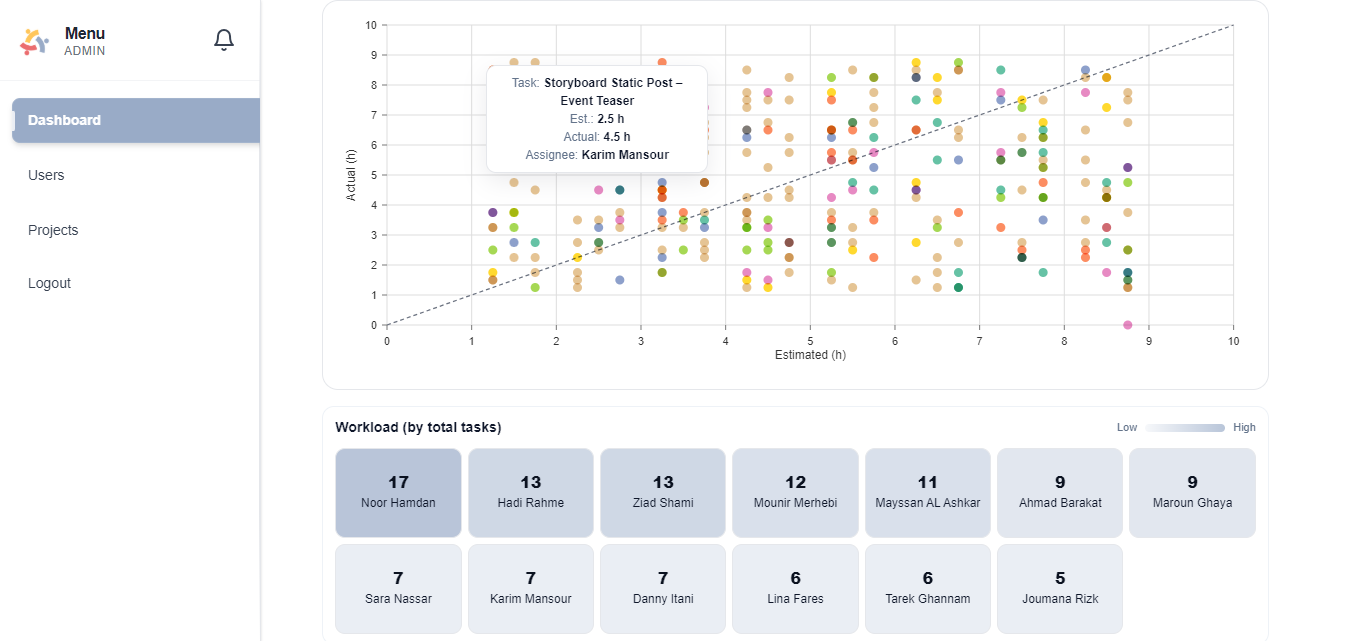 Menu
ADMIN
Dashboard
Users
Projects
Logout
10
9
8
7
6
5
4
3
2
1
0
Actual (h)
Task: Storyboard Static Post –
Event Teaser
Est.: 2.5 h
Actual: 4.5 h
Assignee: Karim Mansour
0 1 2 3 4 5 6 7 8 9 10
Estimated (h)
Workload (by total tasks)
Low High
17 13 13 12 11 9 9
Noor Hamdan Hadi Rahme Ziad Shami Mounir Merhebi Mayssan AL Ashkar Ahmad Barakat Maroun Ghaya
7 7 7 6 6 5
Sara Nassar Karim Mansour Danny Itani Lina Fares Tarek Ghannam Joumana Rizk